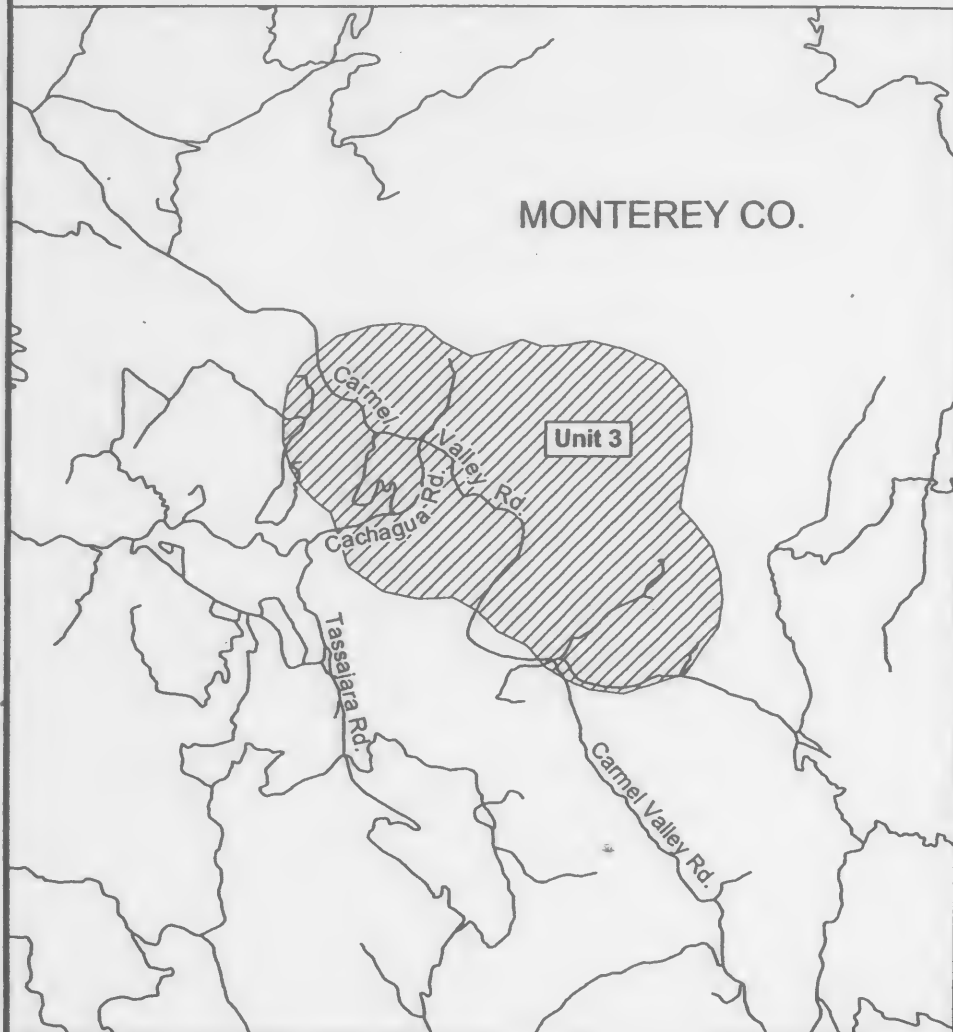 MONTEREY CO.
Carmel Valley Rd.
Unit 3
Cachagua Rd.
Tassajara Rd.
Carmel Valley Rd.